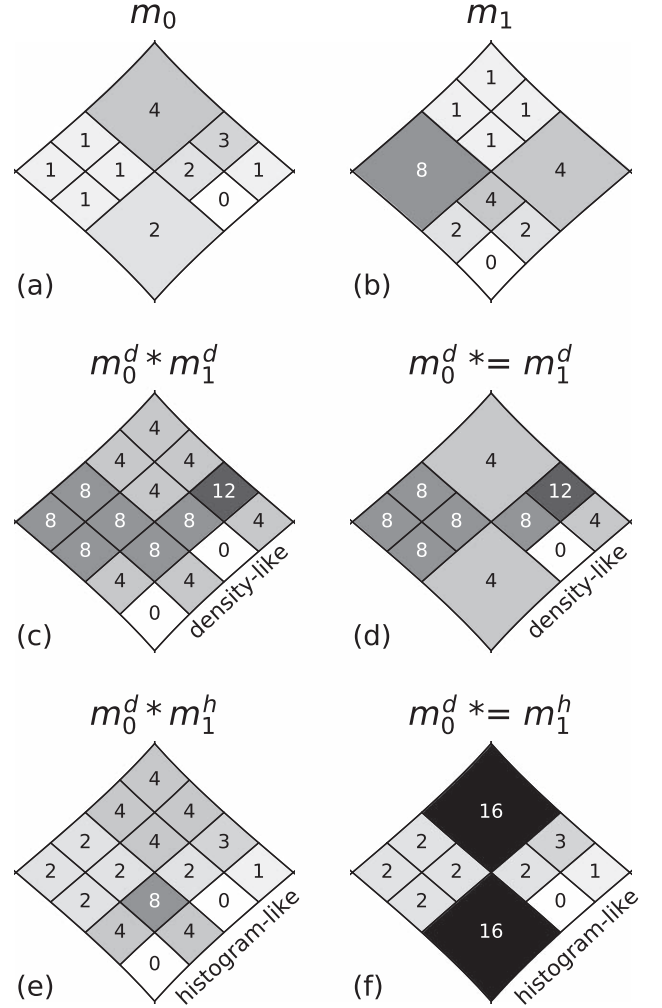 m₀ m₁
4 1
1 3 1 1
1 1 2 1 8 1 4
1 0 4
2 2 2
(a) (b) 0
m₀ᵈ * m₁ᵈ m₀ᵈ *= m₁ᵈ
4
4 4 4
8 4 12 8 12
8 8 8 4 8 8 8 4
8 8 0 8 0
4 4 density-like 4 density-like
(c) 0 (d)
m₀ᵈ * m₁ʰ m₀ᵈ *= m₁ʰ
4
4 4 16
2 4 3 2 3
2 2 2 1 2 2 2 1
2 8 0 2 0
4 4 histogram-like 16 histogram-like
(e) 0 (f)